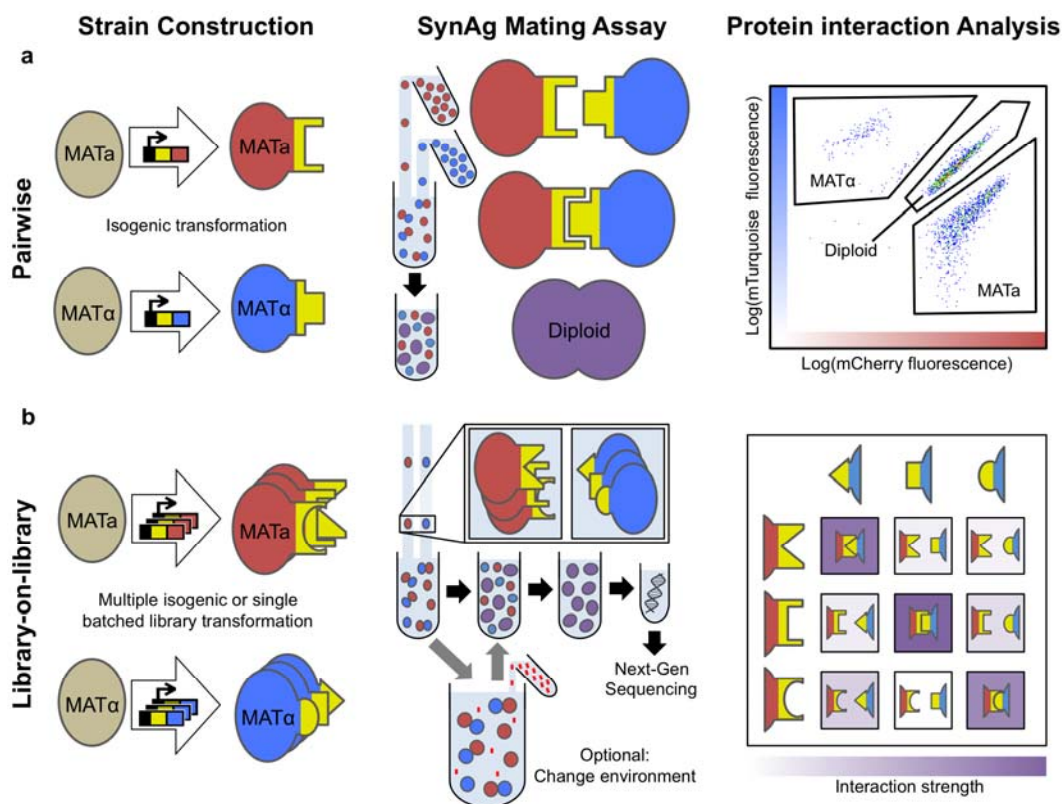 Strain Construction
SynAg Mating Assay
Protein interaction Analysis
a
Pairwise
MATa
MATa
Isogenic transformation
MATα
MATα
Diploid
Log(mTurquoise fluorescence)
MATα
Diploid
MATa
Log(mCherry fluorescence)
b
Library-on-library
MATa
MATa
Multiple isogenic or single
batched library transformation
MATα
MATα
Next-Gen
Sequencing
Optional:
Change environment
Interaction strength